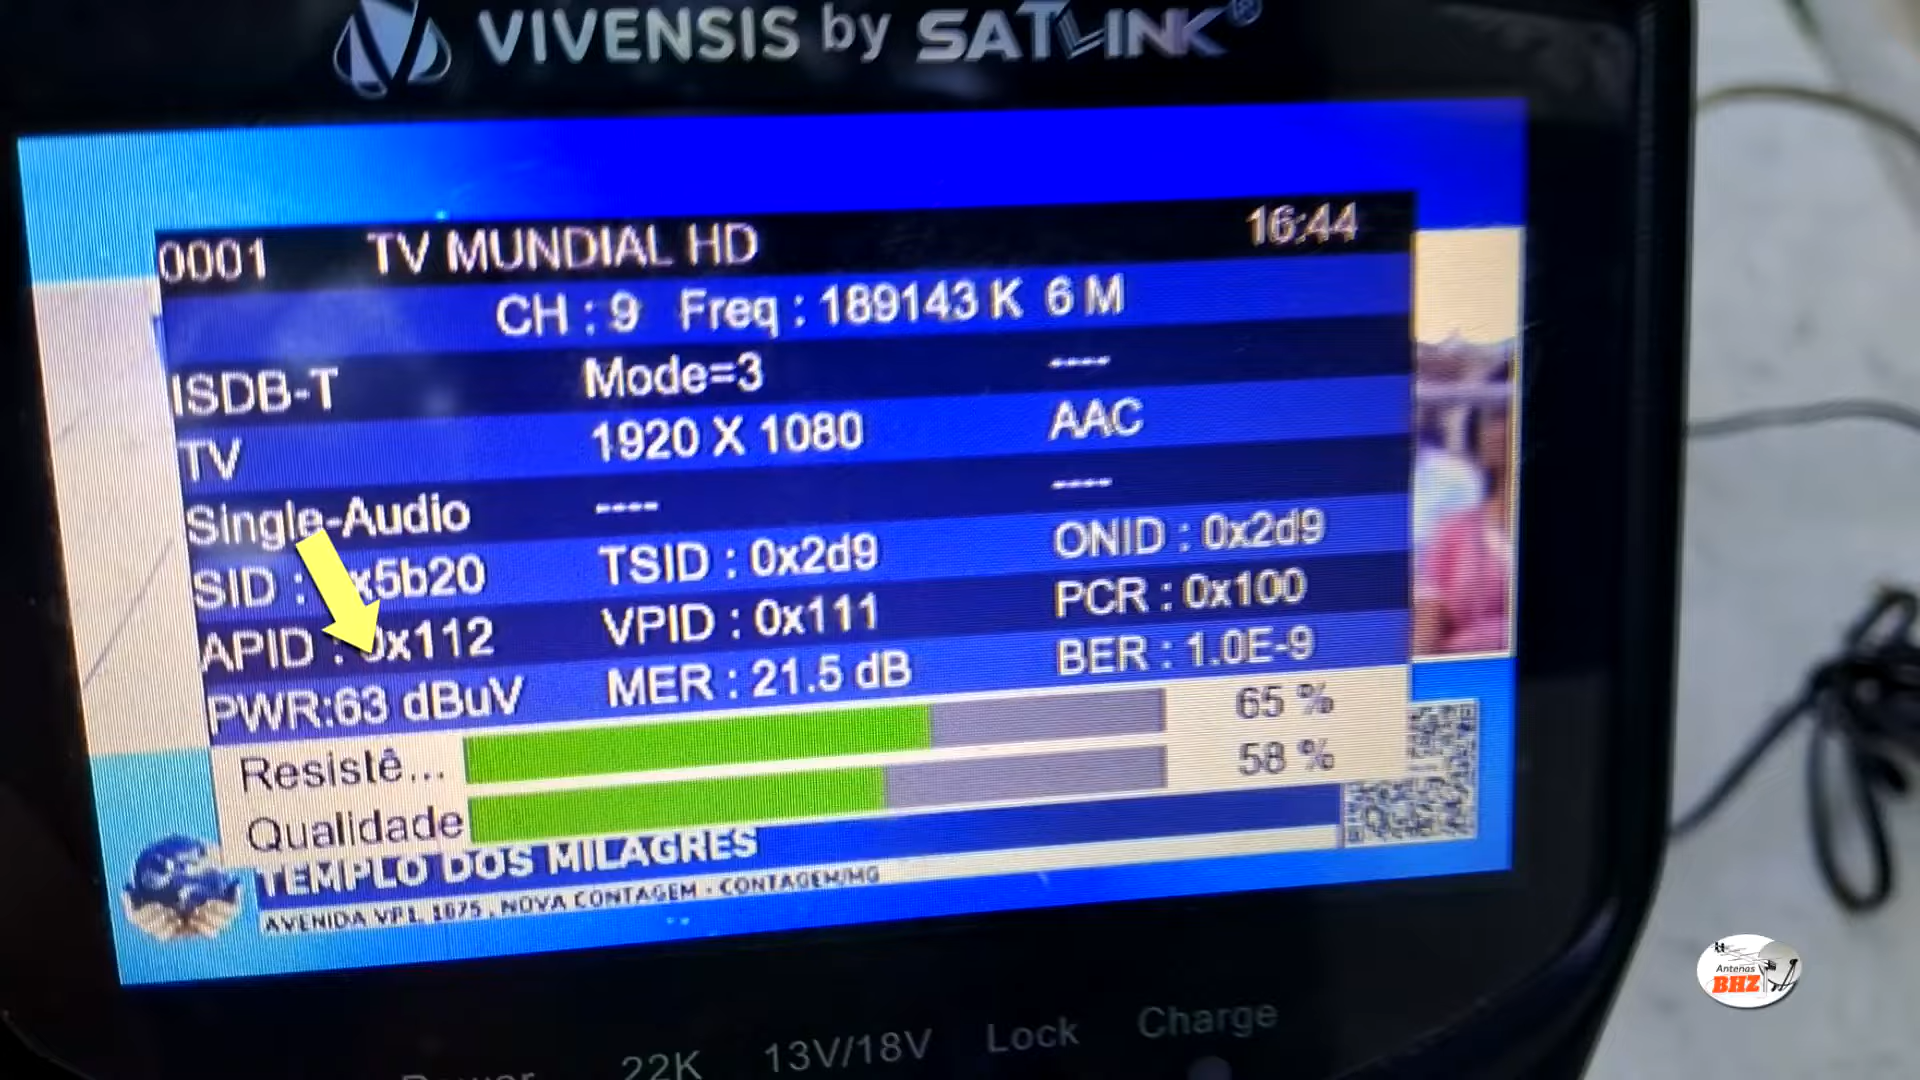 VIVENSIS by SATLINK®
0001 TV MUNDIAL HD 16:44
CH : 9 Freq : 189143 K 6 M
ISDB-T Mode=3 ----
TV 1920 X 1080 AAC
Single-Audio ---- ----
SID : x5b20 TSID : 0x2d9 ONID : 0x2d9
APID : 0x112 VPID : 0x111 PCR : 0x100
PWR:63 dBuV MER : 21.5 dB BER : 1.0E-9
Resistê... 65 %
Qualidade 58 %
TEMPLO DOS MILAGRES
AVENIDA VP1, 1675 , NOVA CONTAGEM - CONTAGEM/MG
22K 13V/18V Lock Charge
Antenas
BHZ